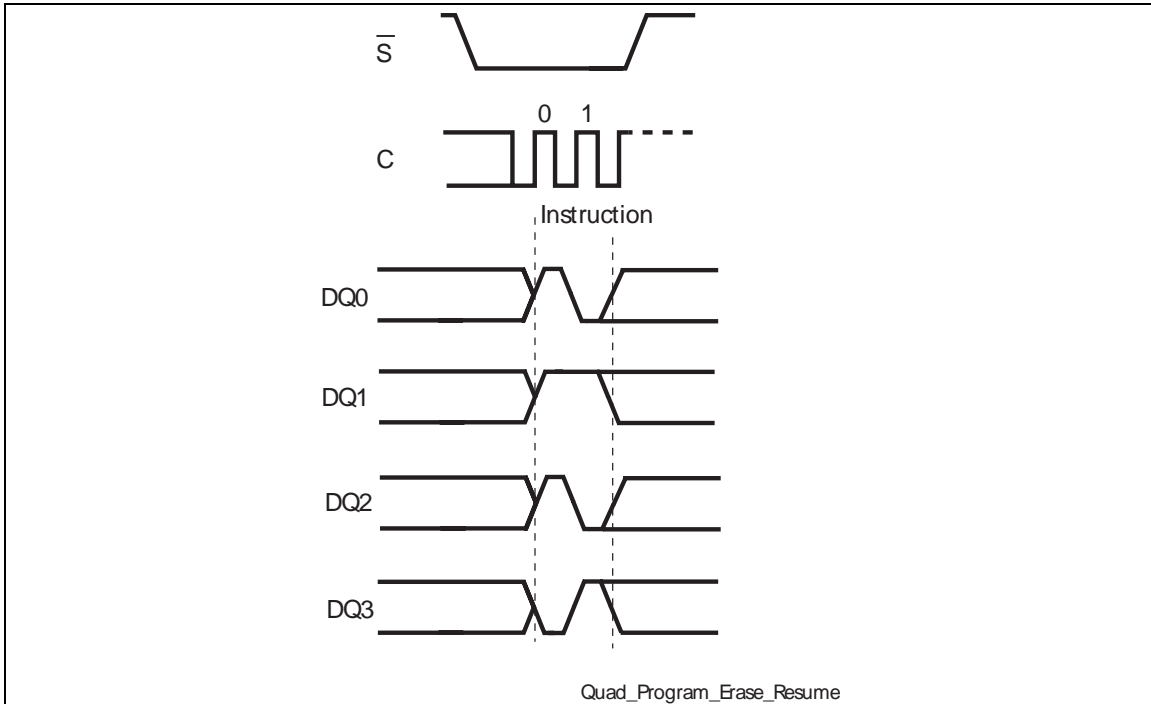 S
0 1
C
Instruction
DQ0
DQ1
DQ2
DQ3
Quad_Program_Erase_Resume